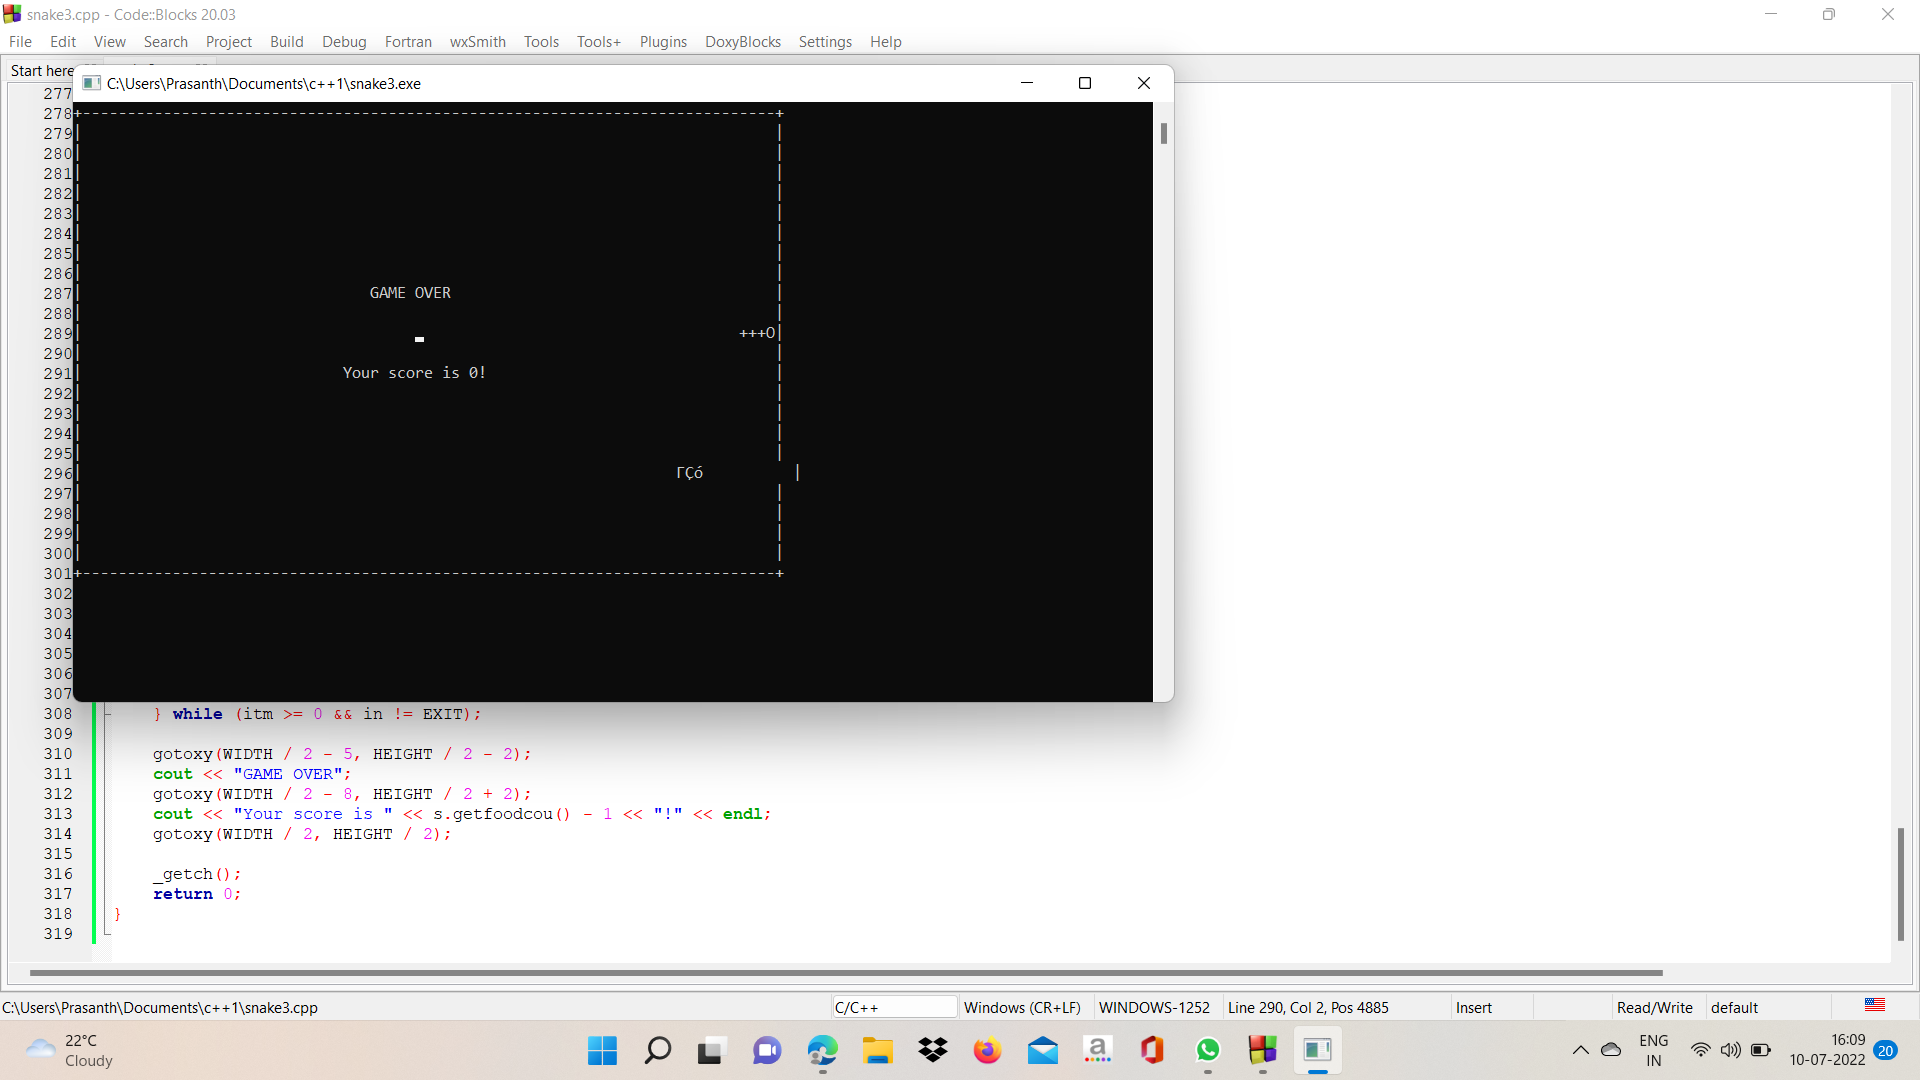 snake3.cpp - Code::Blocks 20.03
File Edit View Search Project Build Debug Fortran wxSmith Tools Tools+ Plugins DoxyBlocks Settings Help
Start here
C:\Users\Prasanth\Documents\c++1\snake3.exe
277
278
279
280
281
282
283
284
285
286
287
GAME OVER
288
289
+++O
290
291
Your score is 0!
292
293
294
295
296
ΓÇó
297
298
299
300
301
302
303
304
305
306
307
308 } while (itm >= 0 && in != EXIT);
309
310 gotoxy(WIDTH / 2 - 5, HEIGHT / 2 - 2);
311 cout << "GAME OVER";
312 gotoxy(WIDTH / 2 - 8, HEIGHT / 2 + 2);
313 cout << "Your score is " << s.getfoodcou() - 1 << "!" << endl;
314 gotoxy(WIDTH / 2, HEIGHT / 2);
315
316 _getch();
317 return 0;
318 }
319
C:\Users\Prasanth\Documents\c++1\snake3.cpp C/C++ Windows (CR+LF) WINDOWS-1252 Line 290, Col 2, Pos 4885 Insert Read/Write default
22°C
Cloudy
a
ENG
IN
16:09
10-07-2022
20